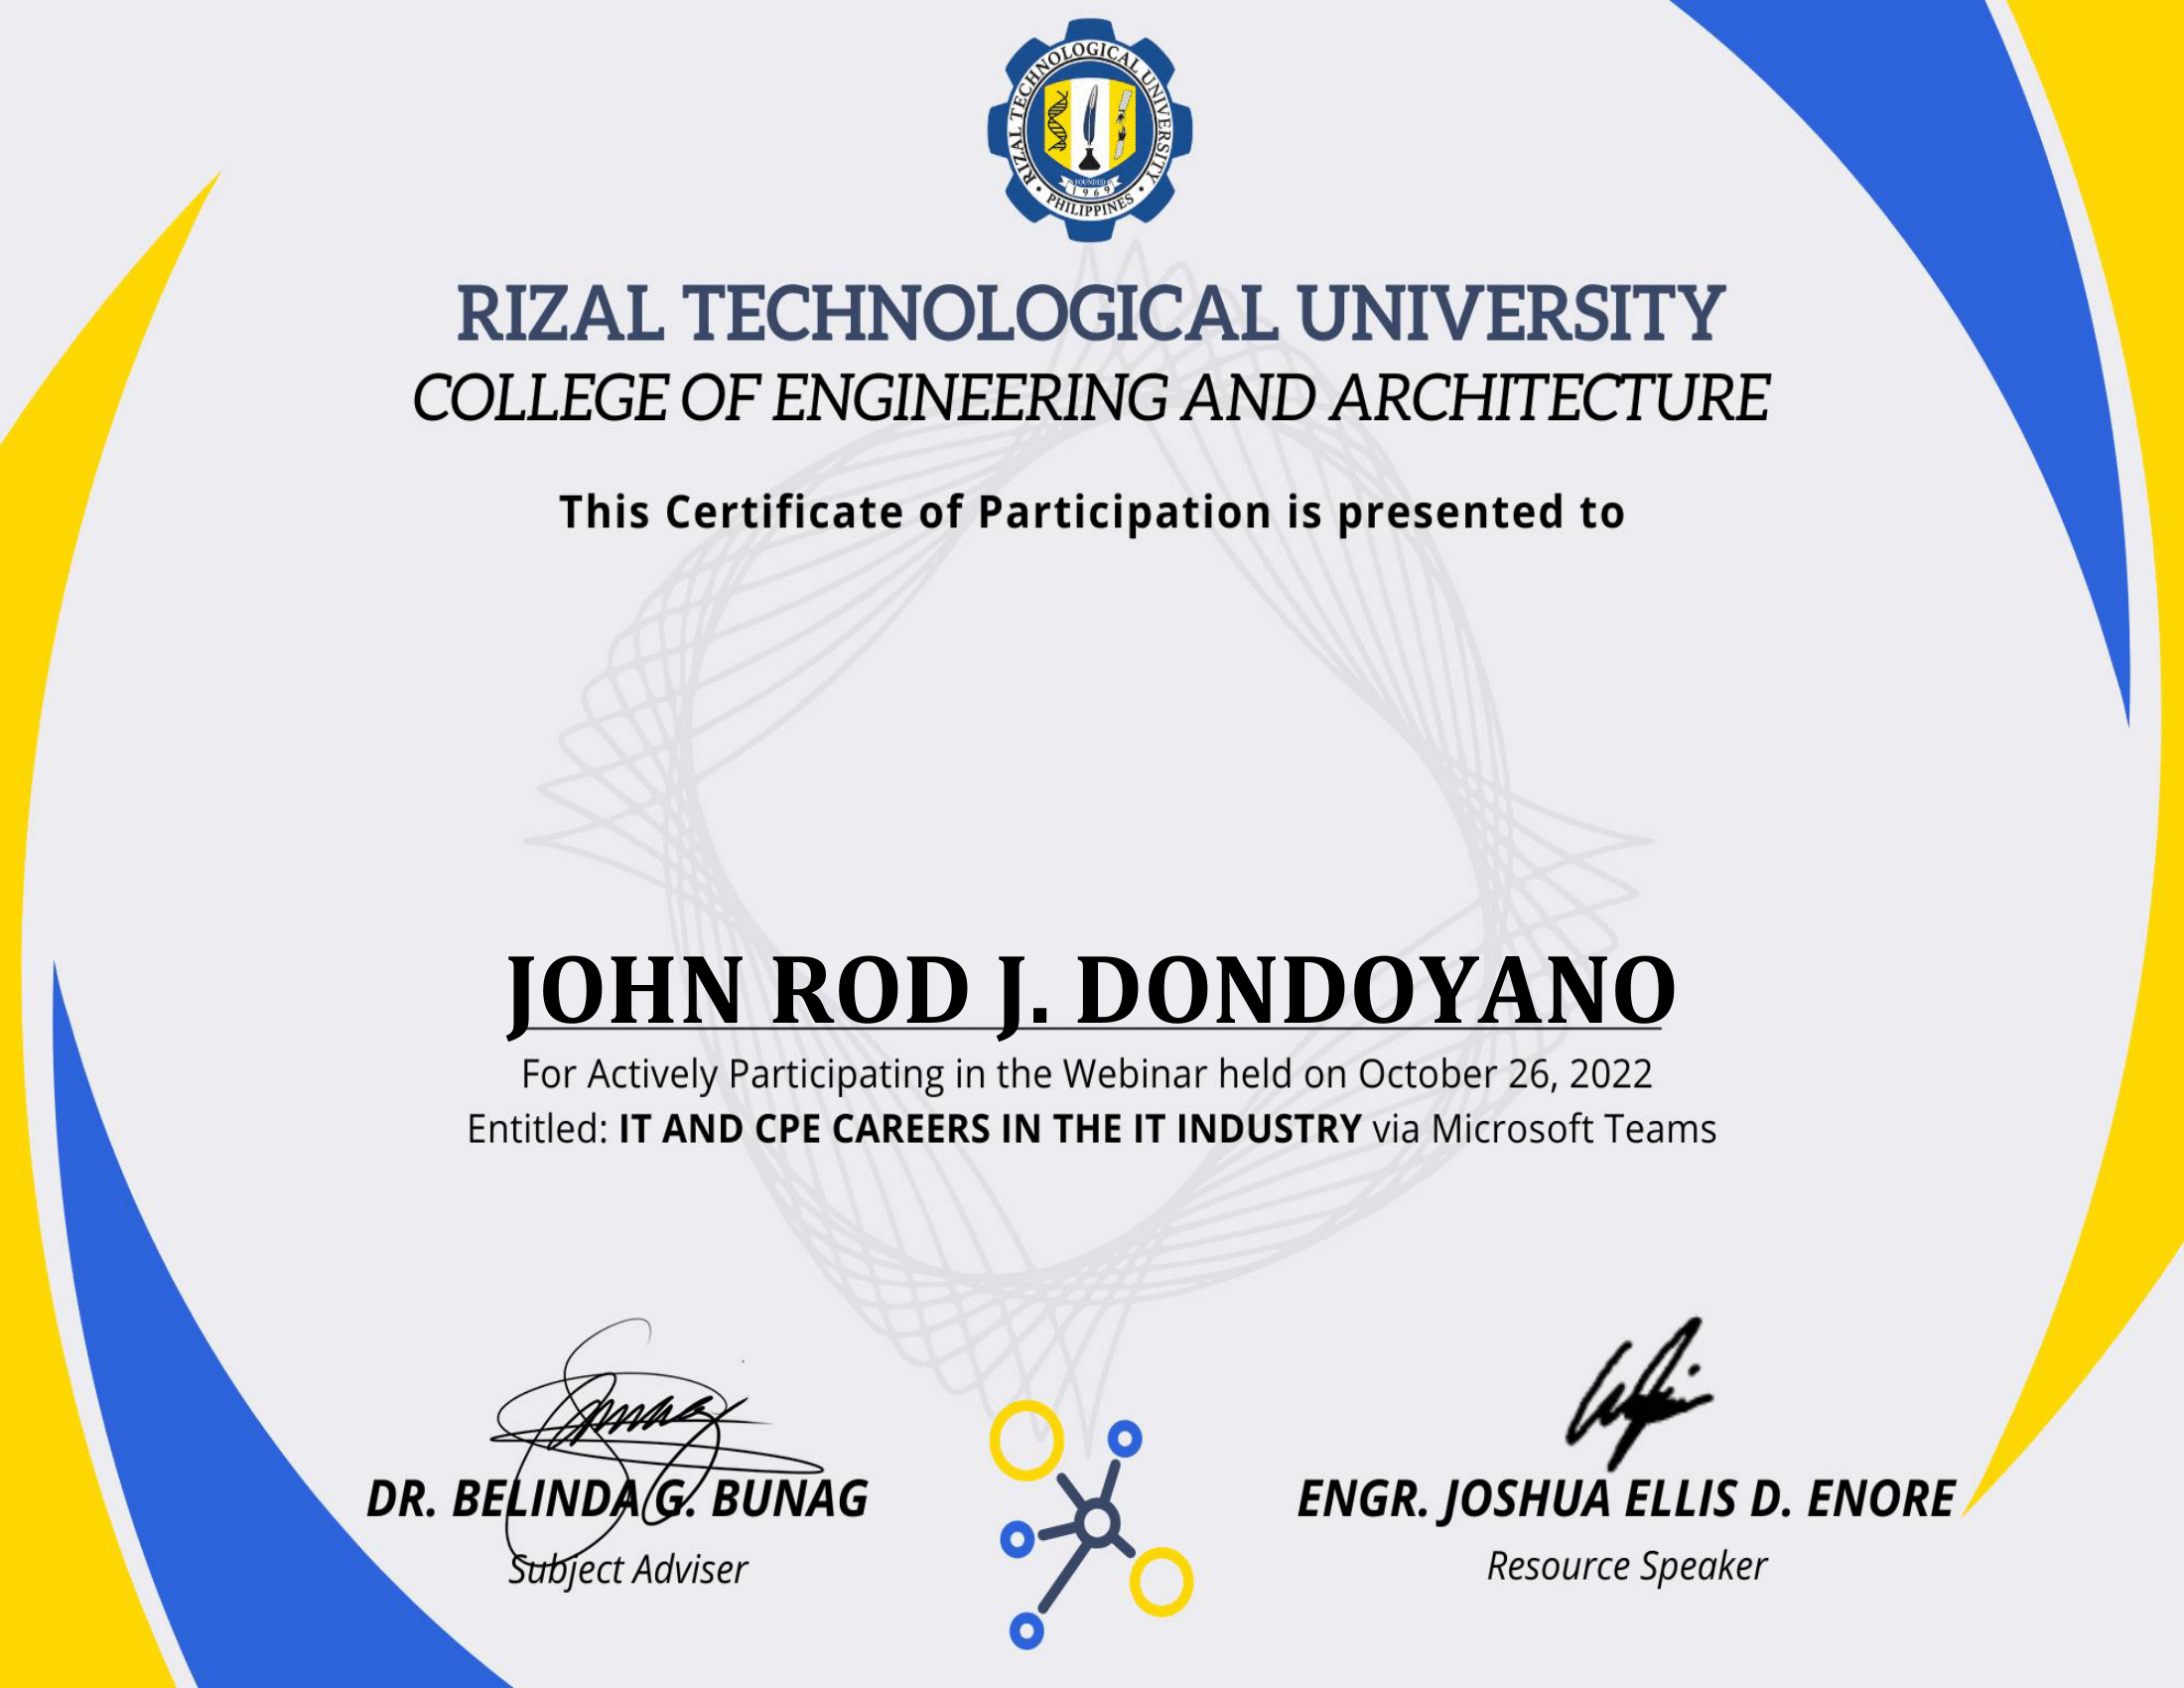 RIZAL TECHNOLOGICAL UNIVERSITY
PHILIPPINES
FOUNDED
1969
RIZAL TECHNOLOGICAL UNIVERSITY
COLLEGE OF ENGINEERING AND ARCHITECTURE
This Certificate of Participation is presented to
JOHN ROD J. DONDOYANO
For Actively Participating in the Webinar held on October 26, 2022
Entitled: IT AND CPE CAREERS IN THE IT INDUSTRY via Microsoft Teams
DR. BELINDA G. BUNAG
Subject Adviser
ENGR. JOSHUA ELLIS D. ENORE
Resource Speaker